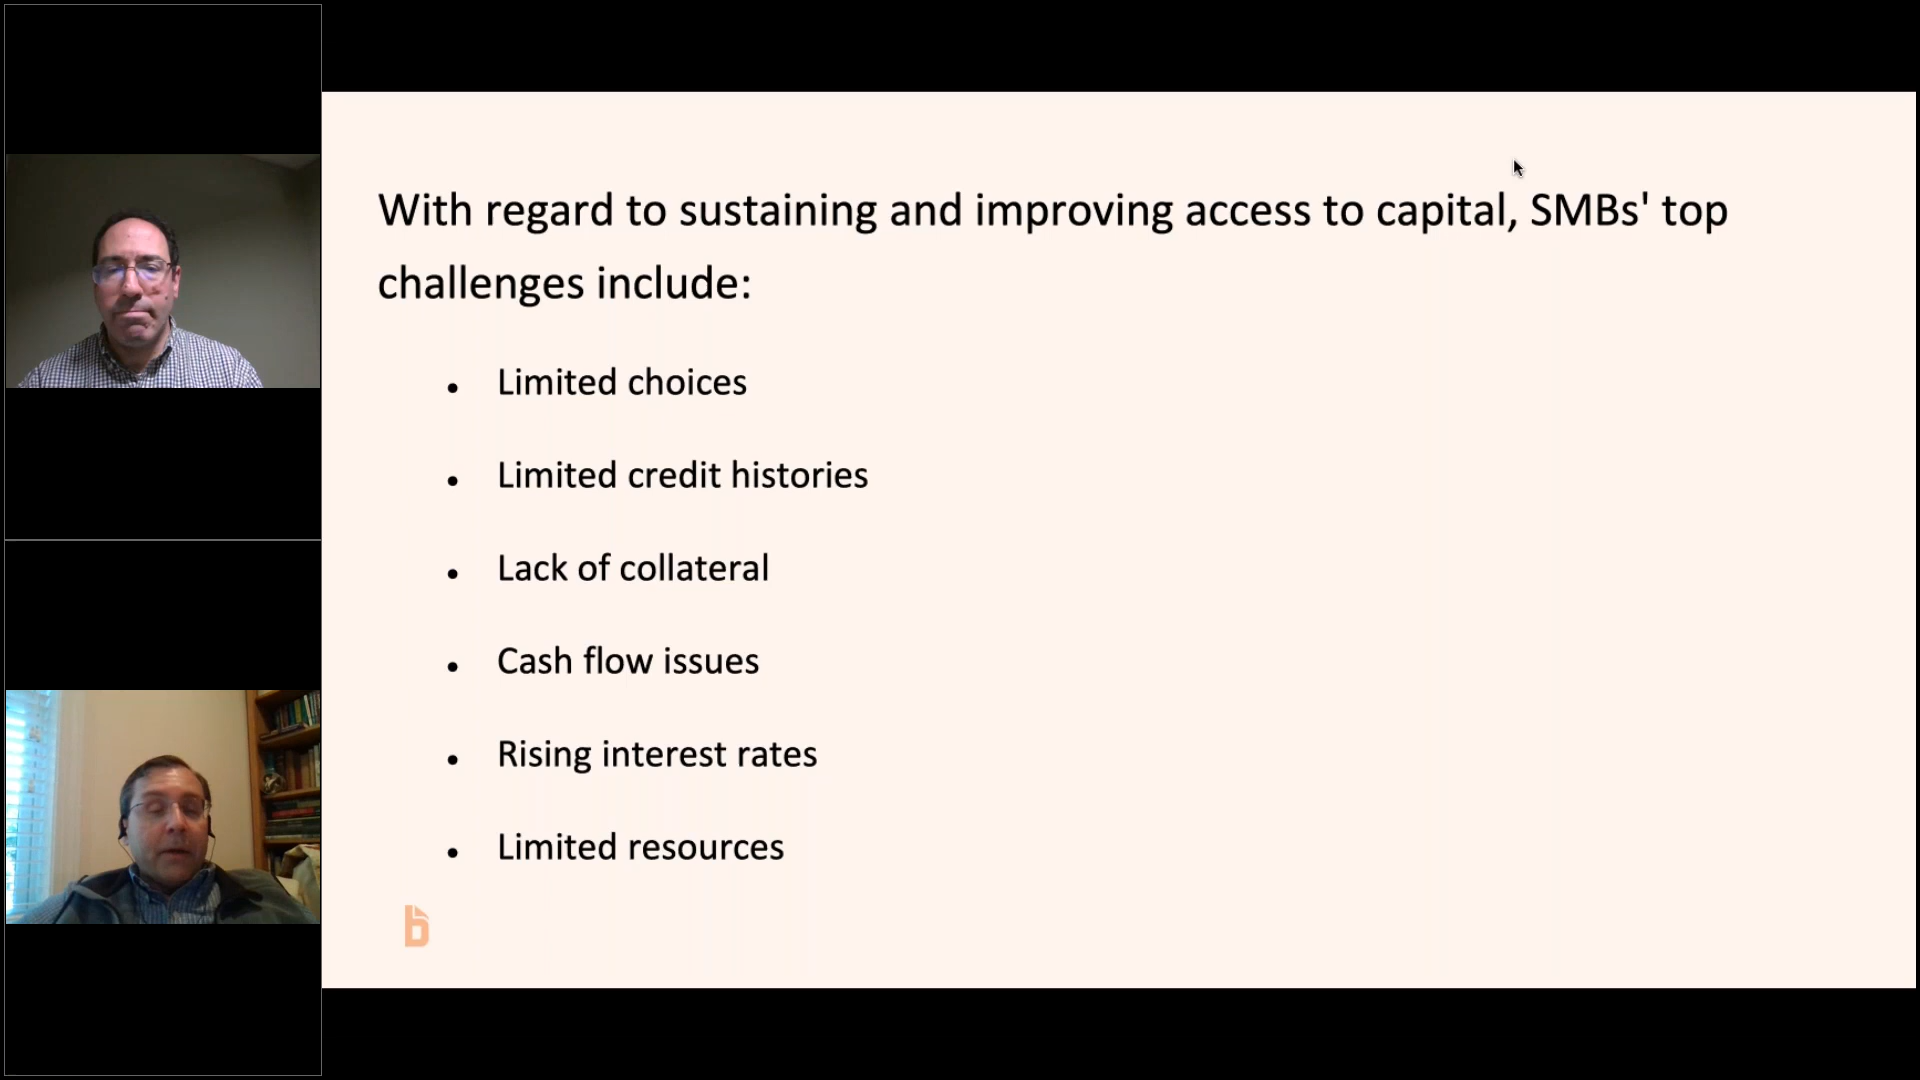 With regard to sustaining and improving access to capital, SMBs' top
challenges include:
• Limited choices
• Limited credit histories
• Lack of collateral
• Cash flow issues
• Rising interest rates
• Limited resources
b